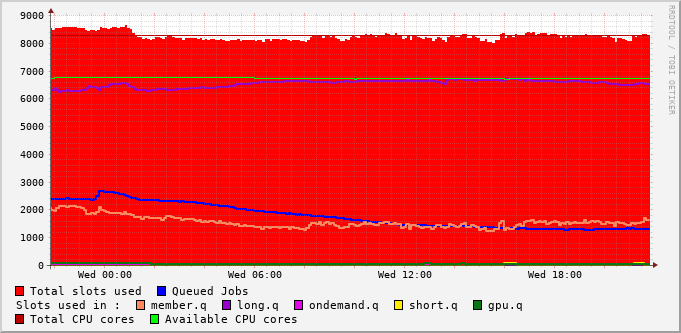 9000
8000
7000
6000
5000
4000
3000
2000
1000
0
Wed 00:00 Wed 06:00 Wed 12:00 Wed 18:00
RRDTOOL / TOBI OETIKER
Total slots used Queued Jobs
Slots used in : member.q long.q ondemand.q short.q gpu.q
Total CPU cores Available CPU cores